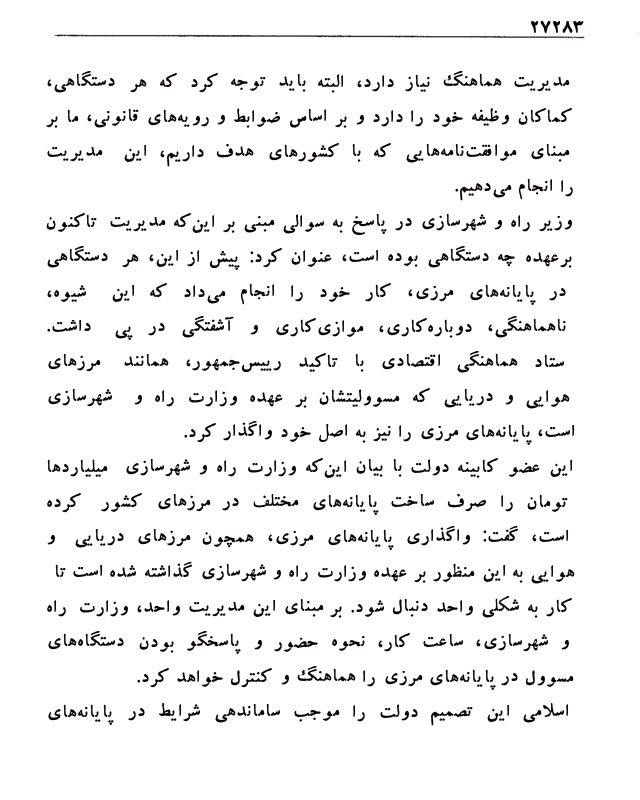 ۲۷۲۸۳
مدیریت هماهنگ نیاز دارد، البته باید توجه کرد که هر دستگاهی،
کماکان وظیفه خود را دارد و بر اساس ضوابط و رویه‌های قانونی، ما بر
مبنای موافقت‌نامه‌هایی که با کشورهای هدف داریم، این مدیریت
را انجام می‌دهیم.
وزیر راه و شهرسازی در پاسخ به سوالی مبنی بر این‌که مدیریت تاکنون
برعهده چه دستگاهی بوده است، عنوان کرد: پیش از این، هر دستگاهی
در پایانه‌های مرزی، کار خود را انجام می‌داد که این شیوه،
ناهماهنگی، دوباره‌کاری، موازی‌کاری و آشفتگی در پی داشت.
ستاد هماهنگی اقتصادی با تاکید رییس‌جمهور، همانند مرزهای
هوایی و دریایی که مسوولیتشان بر عهده وزارت راه و شهرسازی
است، پایانه‌های مرزی را نیز به اصل خود واگذار کرد.
این عضو کابینه دولت با بیان این‌که وزارت راه و شهرسازی میلیاردها
تومان را صرف ساخت پایانه‌های مختلف در مرزهای کشور کرده
است، گفت: واگذاری پایانه‌های مرزی، همچون مرزهای دریایی و
هوایی به این منظور بر عهده وزارت راه و شهرسازی گذاشته شده است تا
کار به شکلی واحد دنبال شود. بر مبنای این مدیریت واحد، وزارت راه
و شهرسازی، ساعت کار، نحوه حضور و پاسخگو بودن دستگاه‌های
مسوول در پایانه‌های مرزی را هماهنگ و کنترل خواهد کرد.
اسلامی این تصمیم دولت را موجب ساماندهی شرایط در پایانه‌های